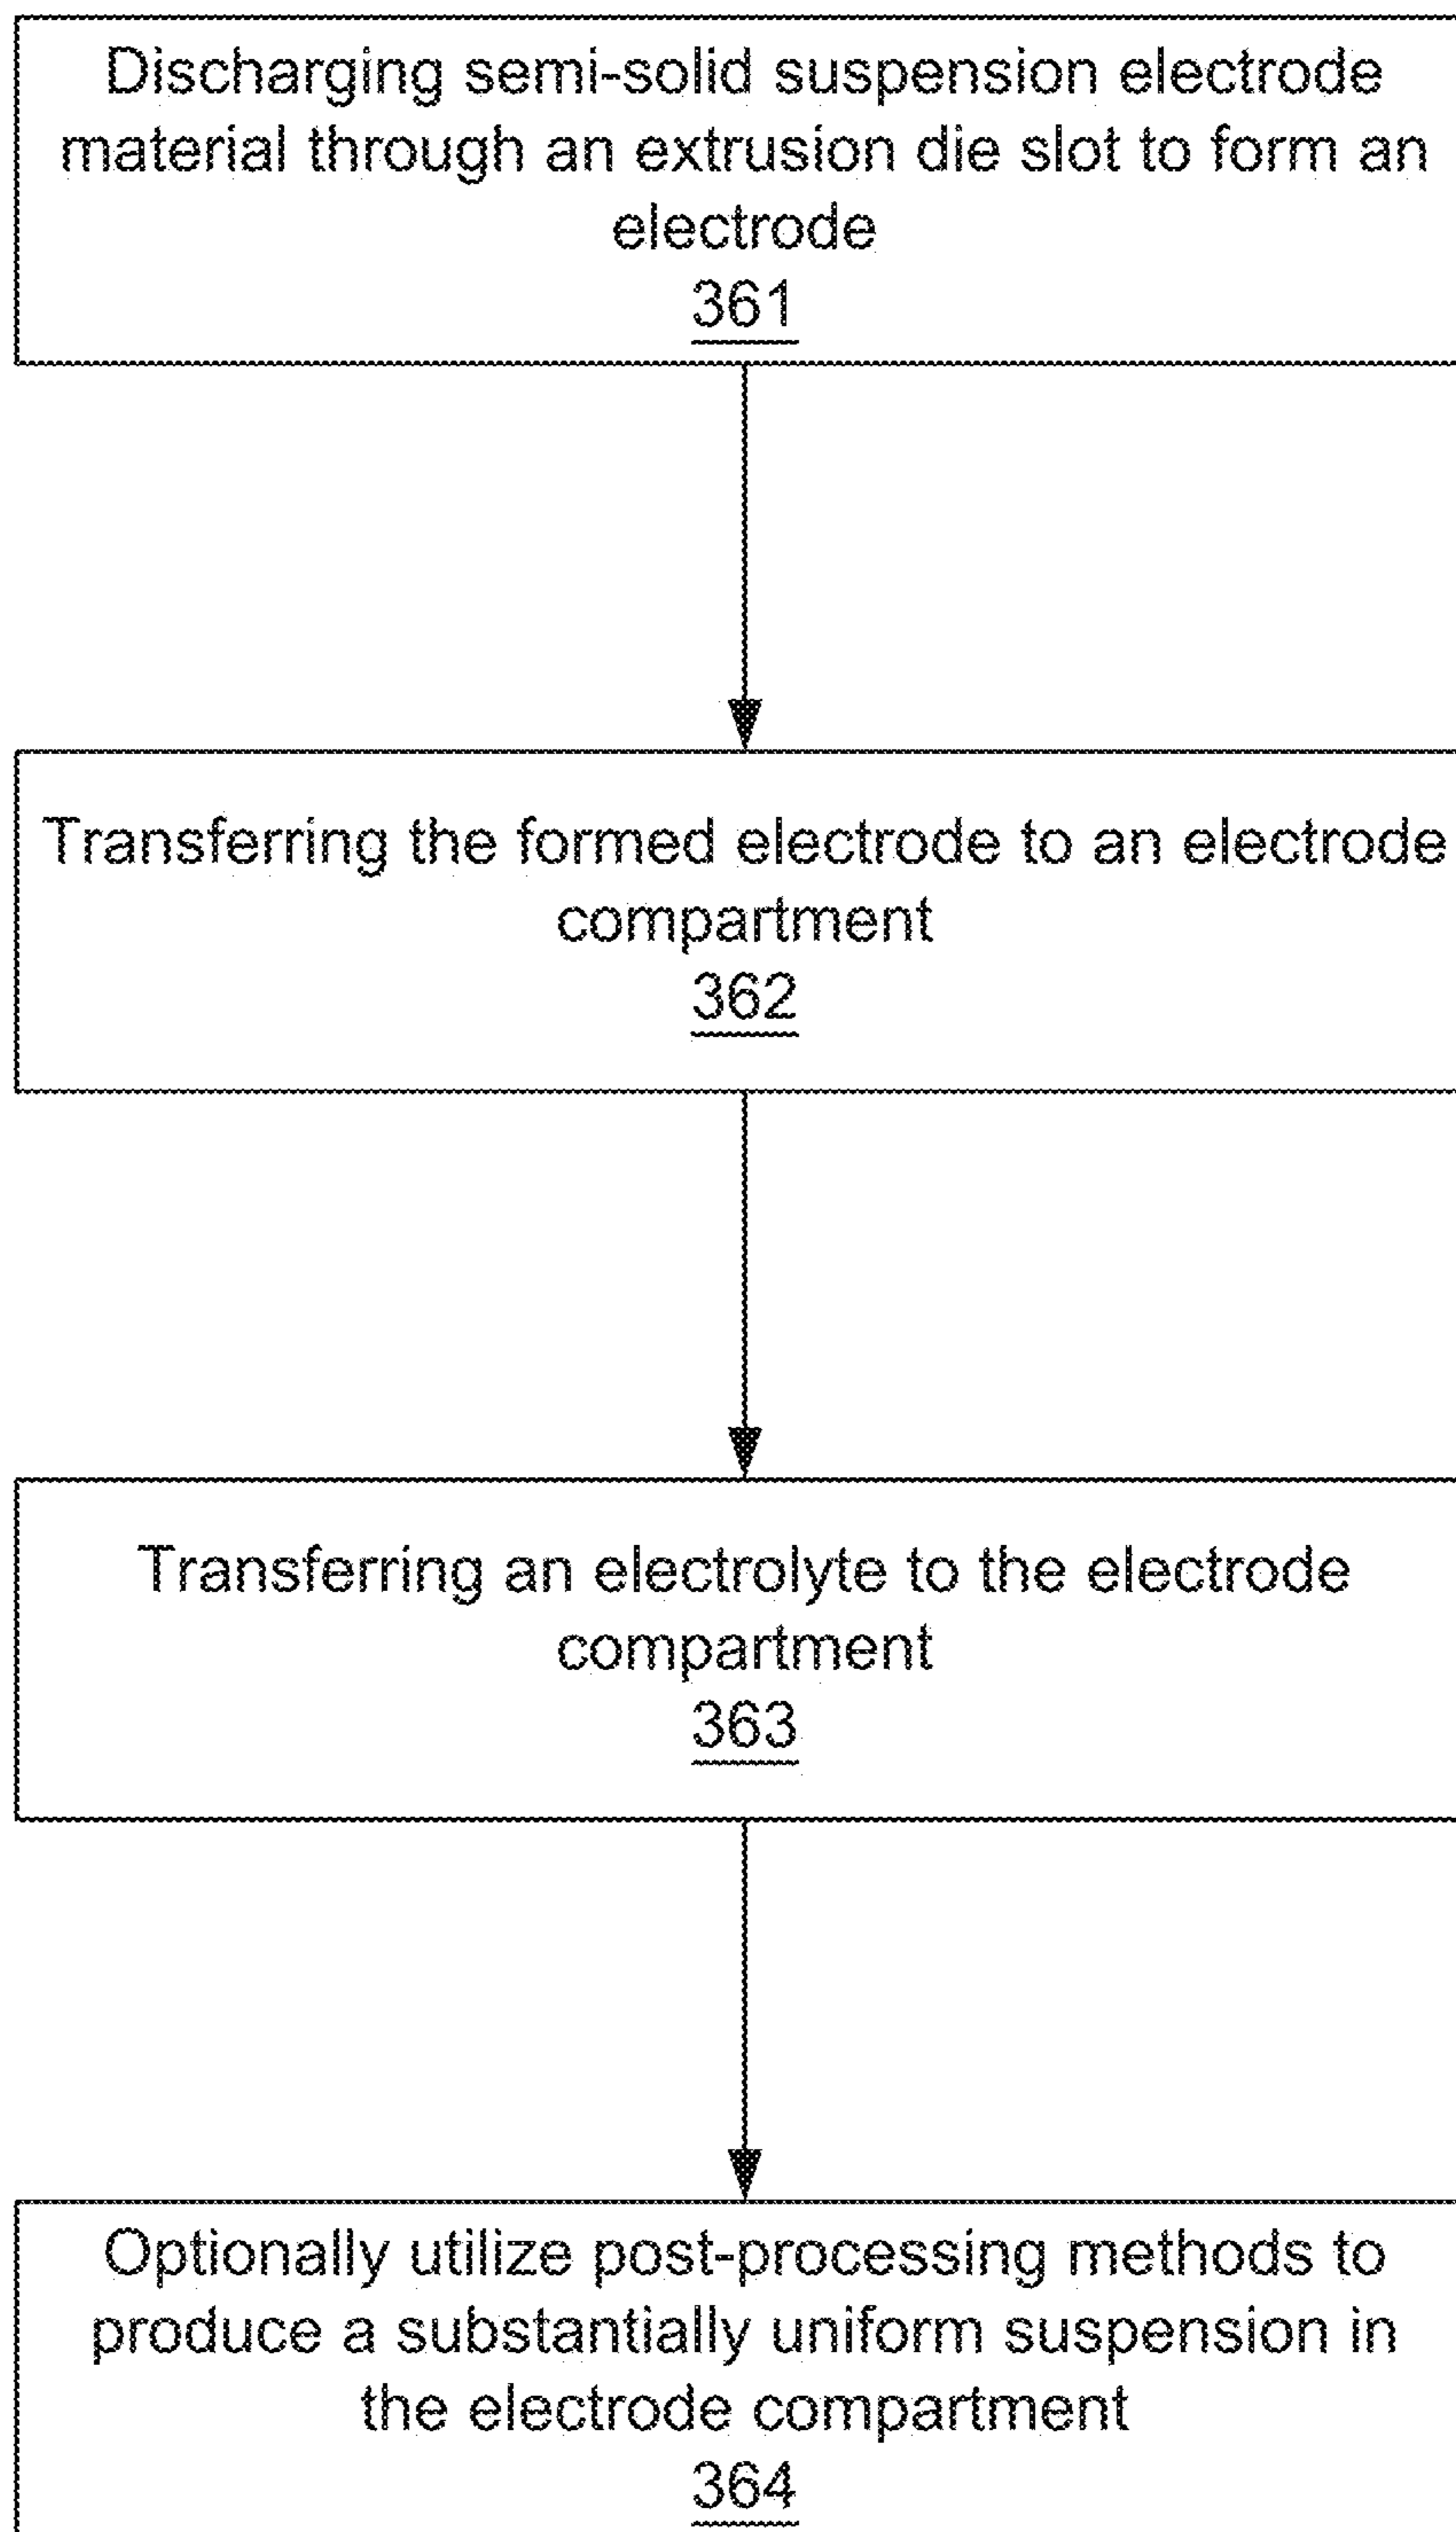 Discharging semi-solid suspension electrode
material through an extrusion die slot to form an
electrode
361
Transferring the formed electrode to an electrode
compartment
362
Transferring an electrolyte to the electrode
compartment
363
Optionally utilize post-processing methods to
produce a substantially uniform suspension in
the electrode compartment
364